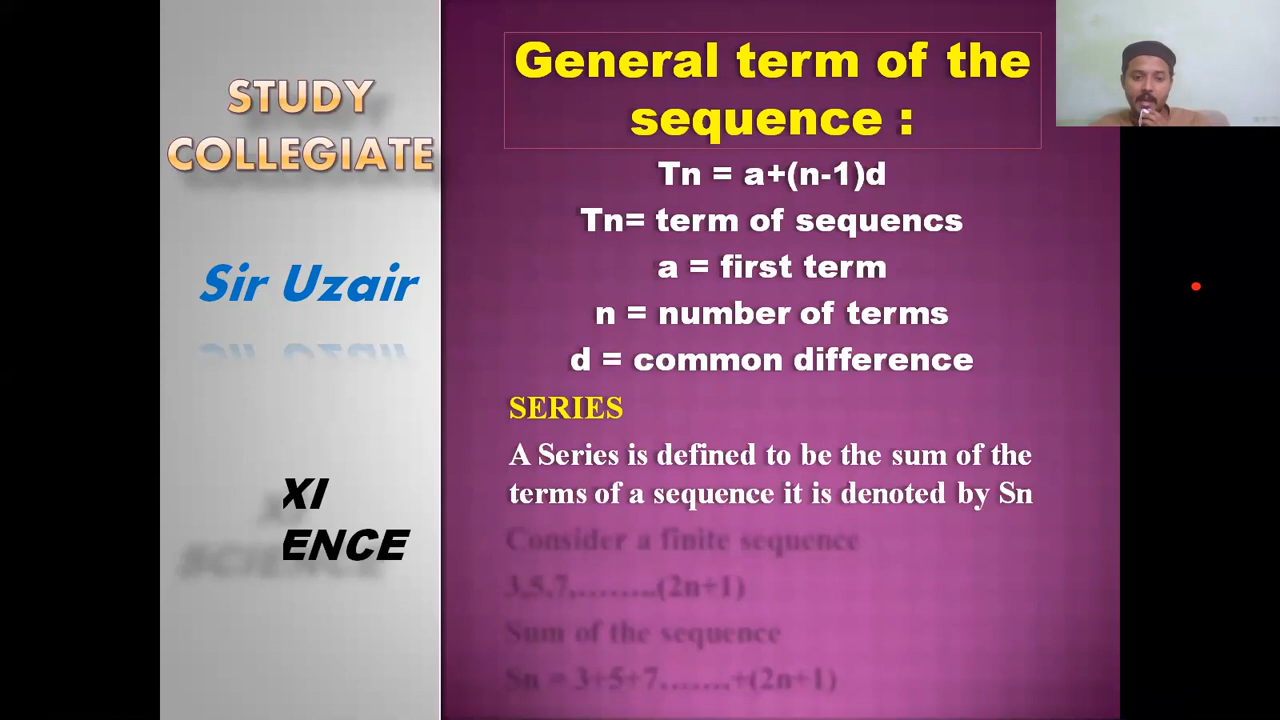 STUDY
COLLEGIATE
Sir Uzair
XI
ENCE
General term of the
sequence :
Tn = a+(n-1)d
Tn= term of sequencs
a = first term
n = number of terms
d = common difference
SERIES
A Series is defined to be the sum of the
terms of a sequence it is denoted by Sn
Consider a finite sequence
3,5,7,........(2n+1)
Sum of the sequence
Sn = 3+5+7.......+(2n+1)